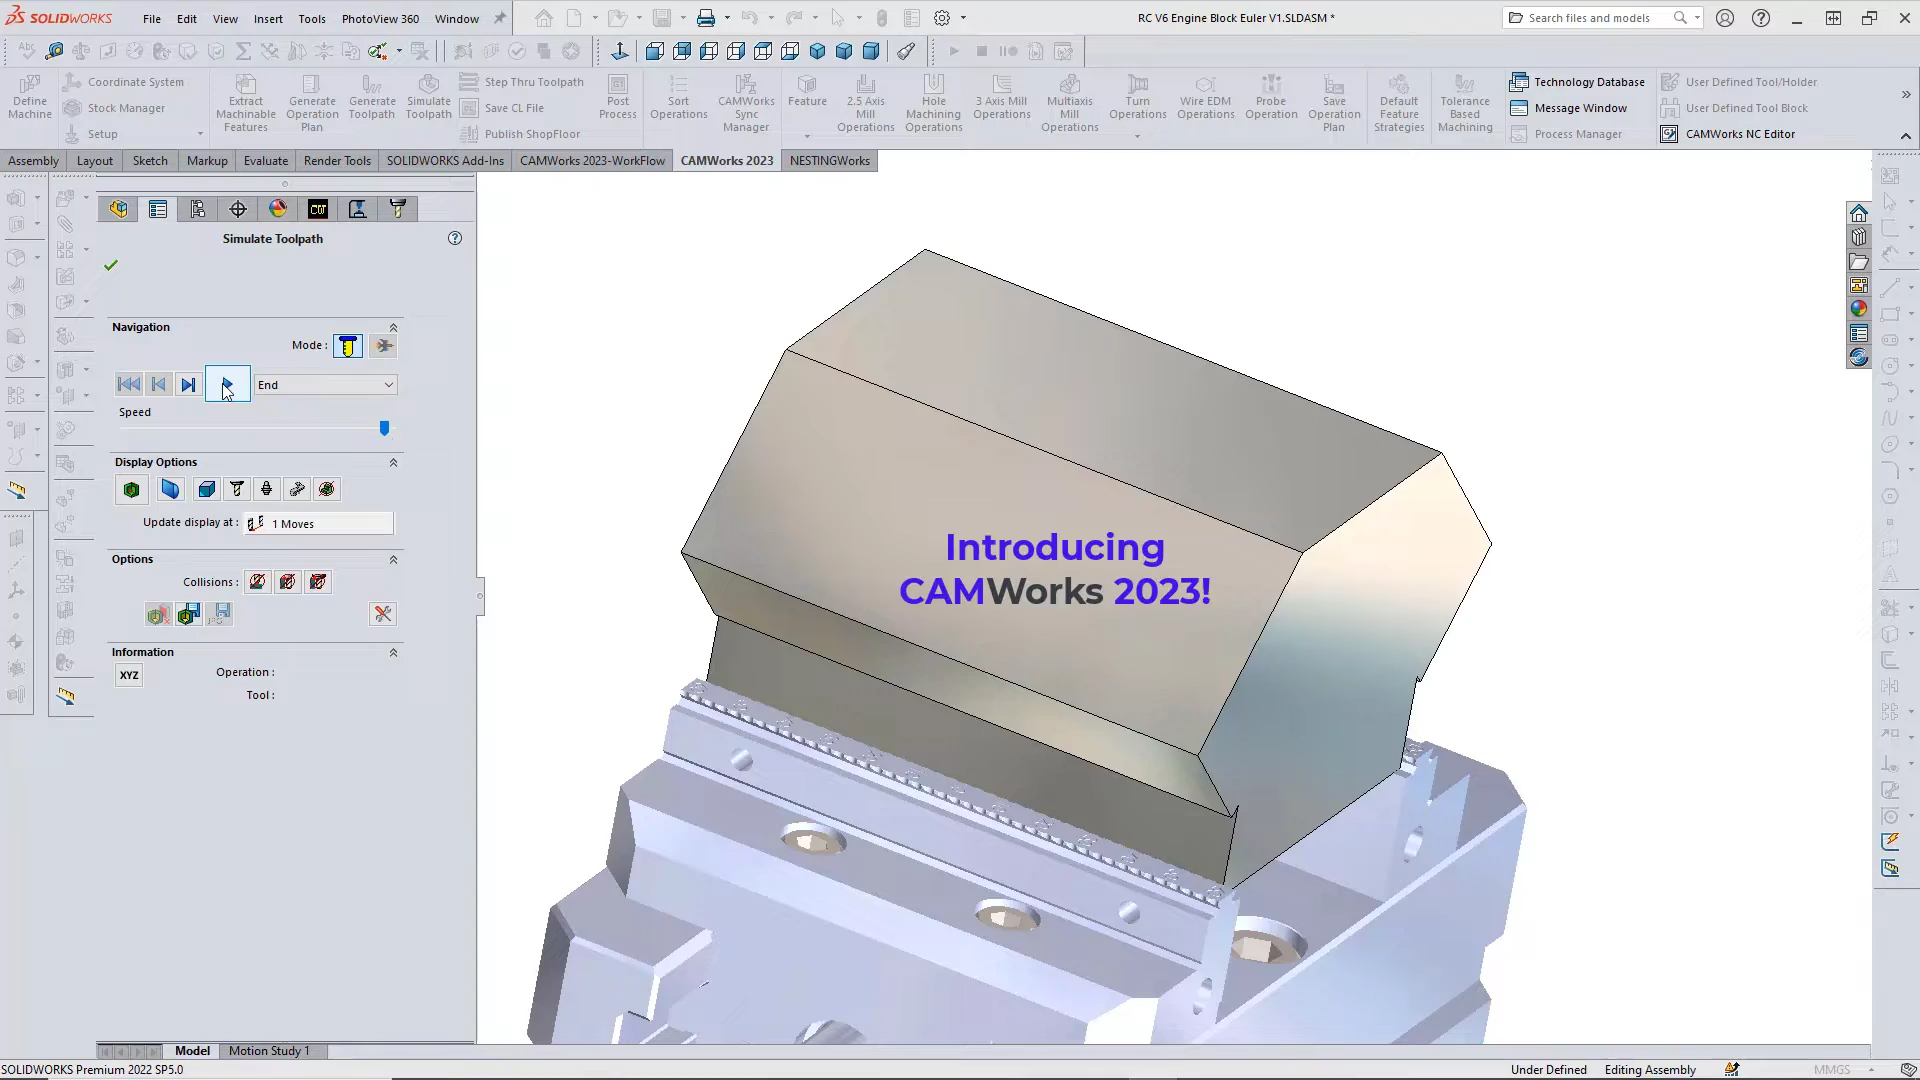 SOLIDWORKS
File Edit View Insert Tools PhotoView 360 Window
RC V6 Engine Block Euler V1.SLDASM *
Search files and models
Define Machine
Coordinate System
Stock Manager
Setup
Extract Machinable Features
Generate Operation Plan
Generate Toolpath
Simulate Toolpath
Step Thru Toolpath
Save CL File
Publish ShopFloor
Post Process
Sort Operations
CAMWorks Sync Manager
Feature
2.5 Axis Mill Operations
Hole Machining Operations
3 Axis Mill Operations
Multiaxis Mill Operations
Turn Operations
Wire EDM Operations
Probe Operation
Save Operation Plan
Default Feature Strategies
Tolerance Based Machining
Technology Database
Message Window
Process Manager
User Defined Tool/Holder
User Defined Tool Block
CAMWorks NC Editor
Assembly Layout Sketch Markup Evaluate Render Tools SOLIDWORKS Add-Ins CAMWorks 2023-WorkFlow CAMWorks 2023 NESTINGWorks
Simulate Toolpath
Navigation
Mode :
End
Speed
Display Options
Update display at : 1 Moves
Options
Collisions :
Information
XYZ
Operation :
Tool :
Introducing
CAMWorks 2023!
Model Motion Study 1
SOLIDWORKS Premium 2022 SP5.0
Under Defined Editing Assembly MMGS